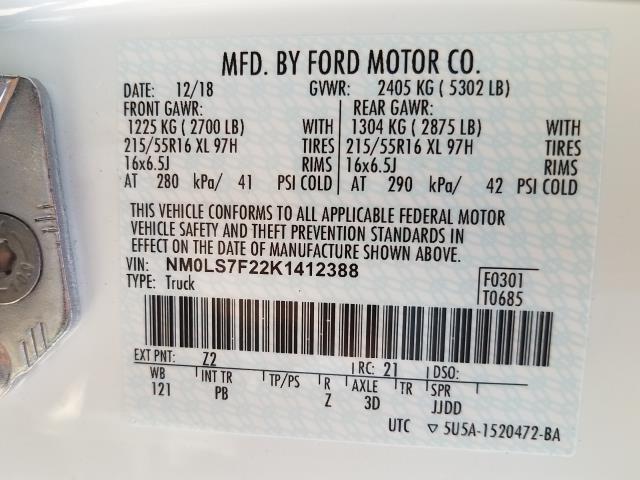 MFD. BY FORD MOTOR CO.
DATE: 12/18 GVWR: 2405 KG ( 5302 LB)
FRONT GAWR: REAR GAWR:
1225 KG ( 2700 LB) WITH 1304 KG ( 2875 LB) WITH
215/55R16 XL 97H TIRES 215/55R16 XL 97H TIRES
16x6.5J RIMS 16x6.5J RIMS
AT 280 kPa/ 41 PSI COLD AT 290 kPa/ 42 PSI COLD
THIS VEHICLE CONFORMS TO ALL APPLICABLE FEDERAL MOTOR
VEHICLE SAFETY AND THEFT PREVENTION STANDARDS IN
EFFECT ON THE DATE OF MANUFACTURE SHOWN ABOVE.
VIN: NM0LS7F22K1412388 F0301
TYPE: Truck T0685
EXT PNT: Z2 RC: 21 DSO:
WB INT TR TP/PS R AXLE TR SPR
121 PB Z 3D JJDD
UTC ▽ 5U5A-1520472-BA